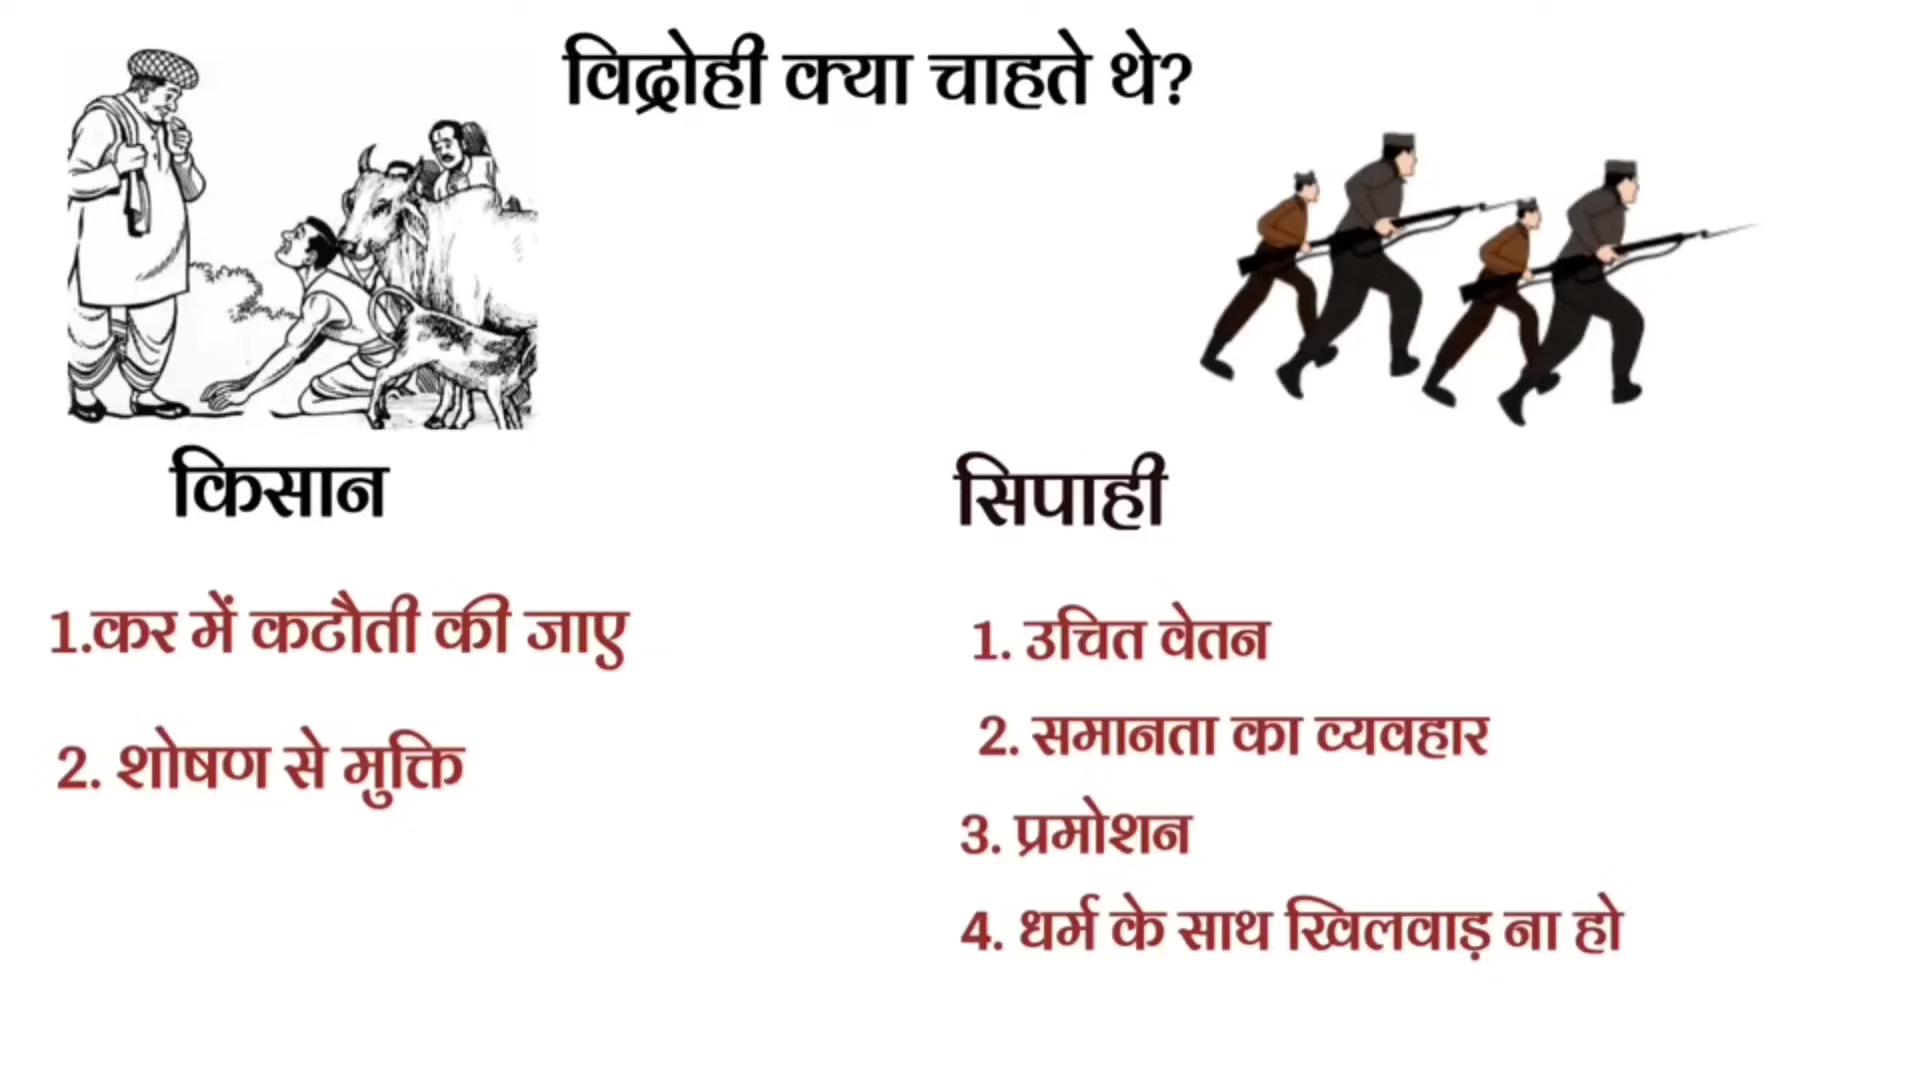 विद्रोही क्या चाहते थे?
किसान
1.कर में कटौती की जाए
2. शोषण से मुक्ति
सिपाही
1. उचित वेतन
2. समानता का व्यवहार
3. प्रमोशन
4. धर्म के साथ खिलवाड़ ना हो